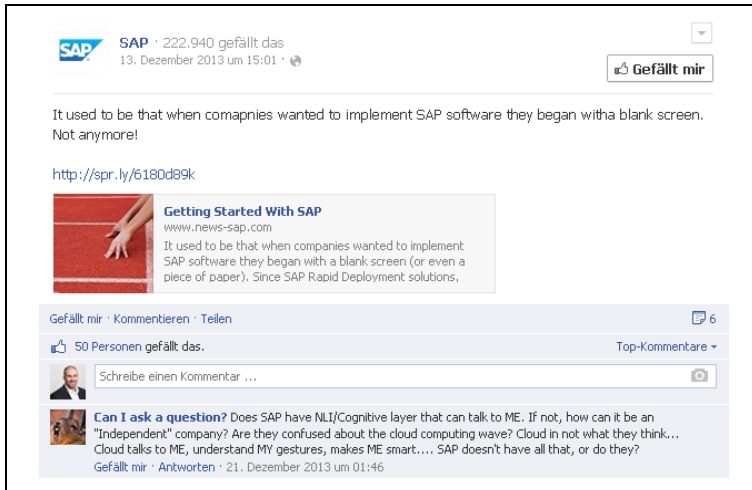 SAP
SAP · 222.940 gefällt das
13. Dezember 2013 um 15:01 ·
Gefällt mir
It used to be that when comapnies wanted to implement SAP software they began witha blank screen.
Not anymore!
http://spr.ly/6180d89k
Getting Started With SAP
www.news-sap.com
It used to be that when companies wanted to implement
SAP software they began with a blank screen (or even a
piece of paper). Since SAP Rapid Deployment solutions,
Gefällt mir · Kommentieren · Teilen
6
50 Personen gefällt das.
Top-Kommentare
Schreibe einen Kommentar ...
Can I ask a question? Does SAP have NLI/Cognitive layer that can talk to ME. If not, how can it be an
"Independent" company? Are they confused about the cloud computing wave? Cloud in not what they think...
Cloud talks to ME, understand MY gestures, makes ME smart.... SAP doesn't have all that, or do they?
Gefällt mir · Antworten · 21. Dezember 2013 um 01:46